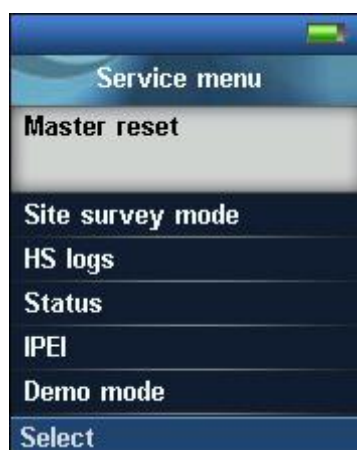 Service menu
Master reset
Site survey mode
HS logs
Status
IPEI
Demo mode
Select